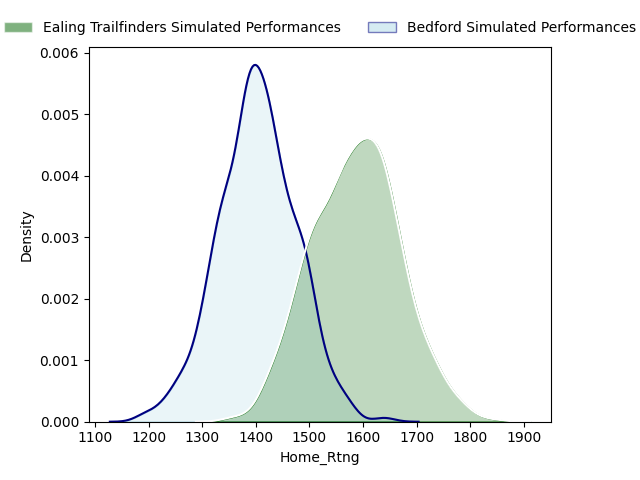 Ealing Trailfinders Simulated Performances
Bedford Simulated Performances
0.006
0.005
0.004
0.003
0.002
0.001
0.000
Density
1100 1200 1300 1400 1500 1600 1700 1800 1900
Home_Rtng